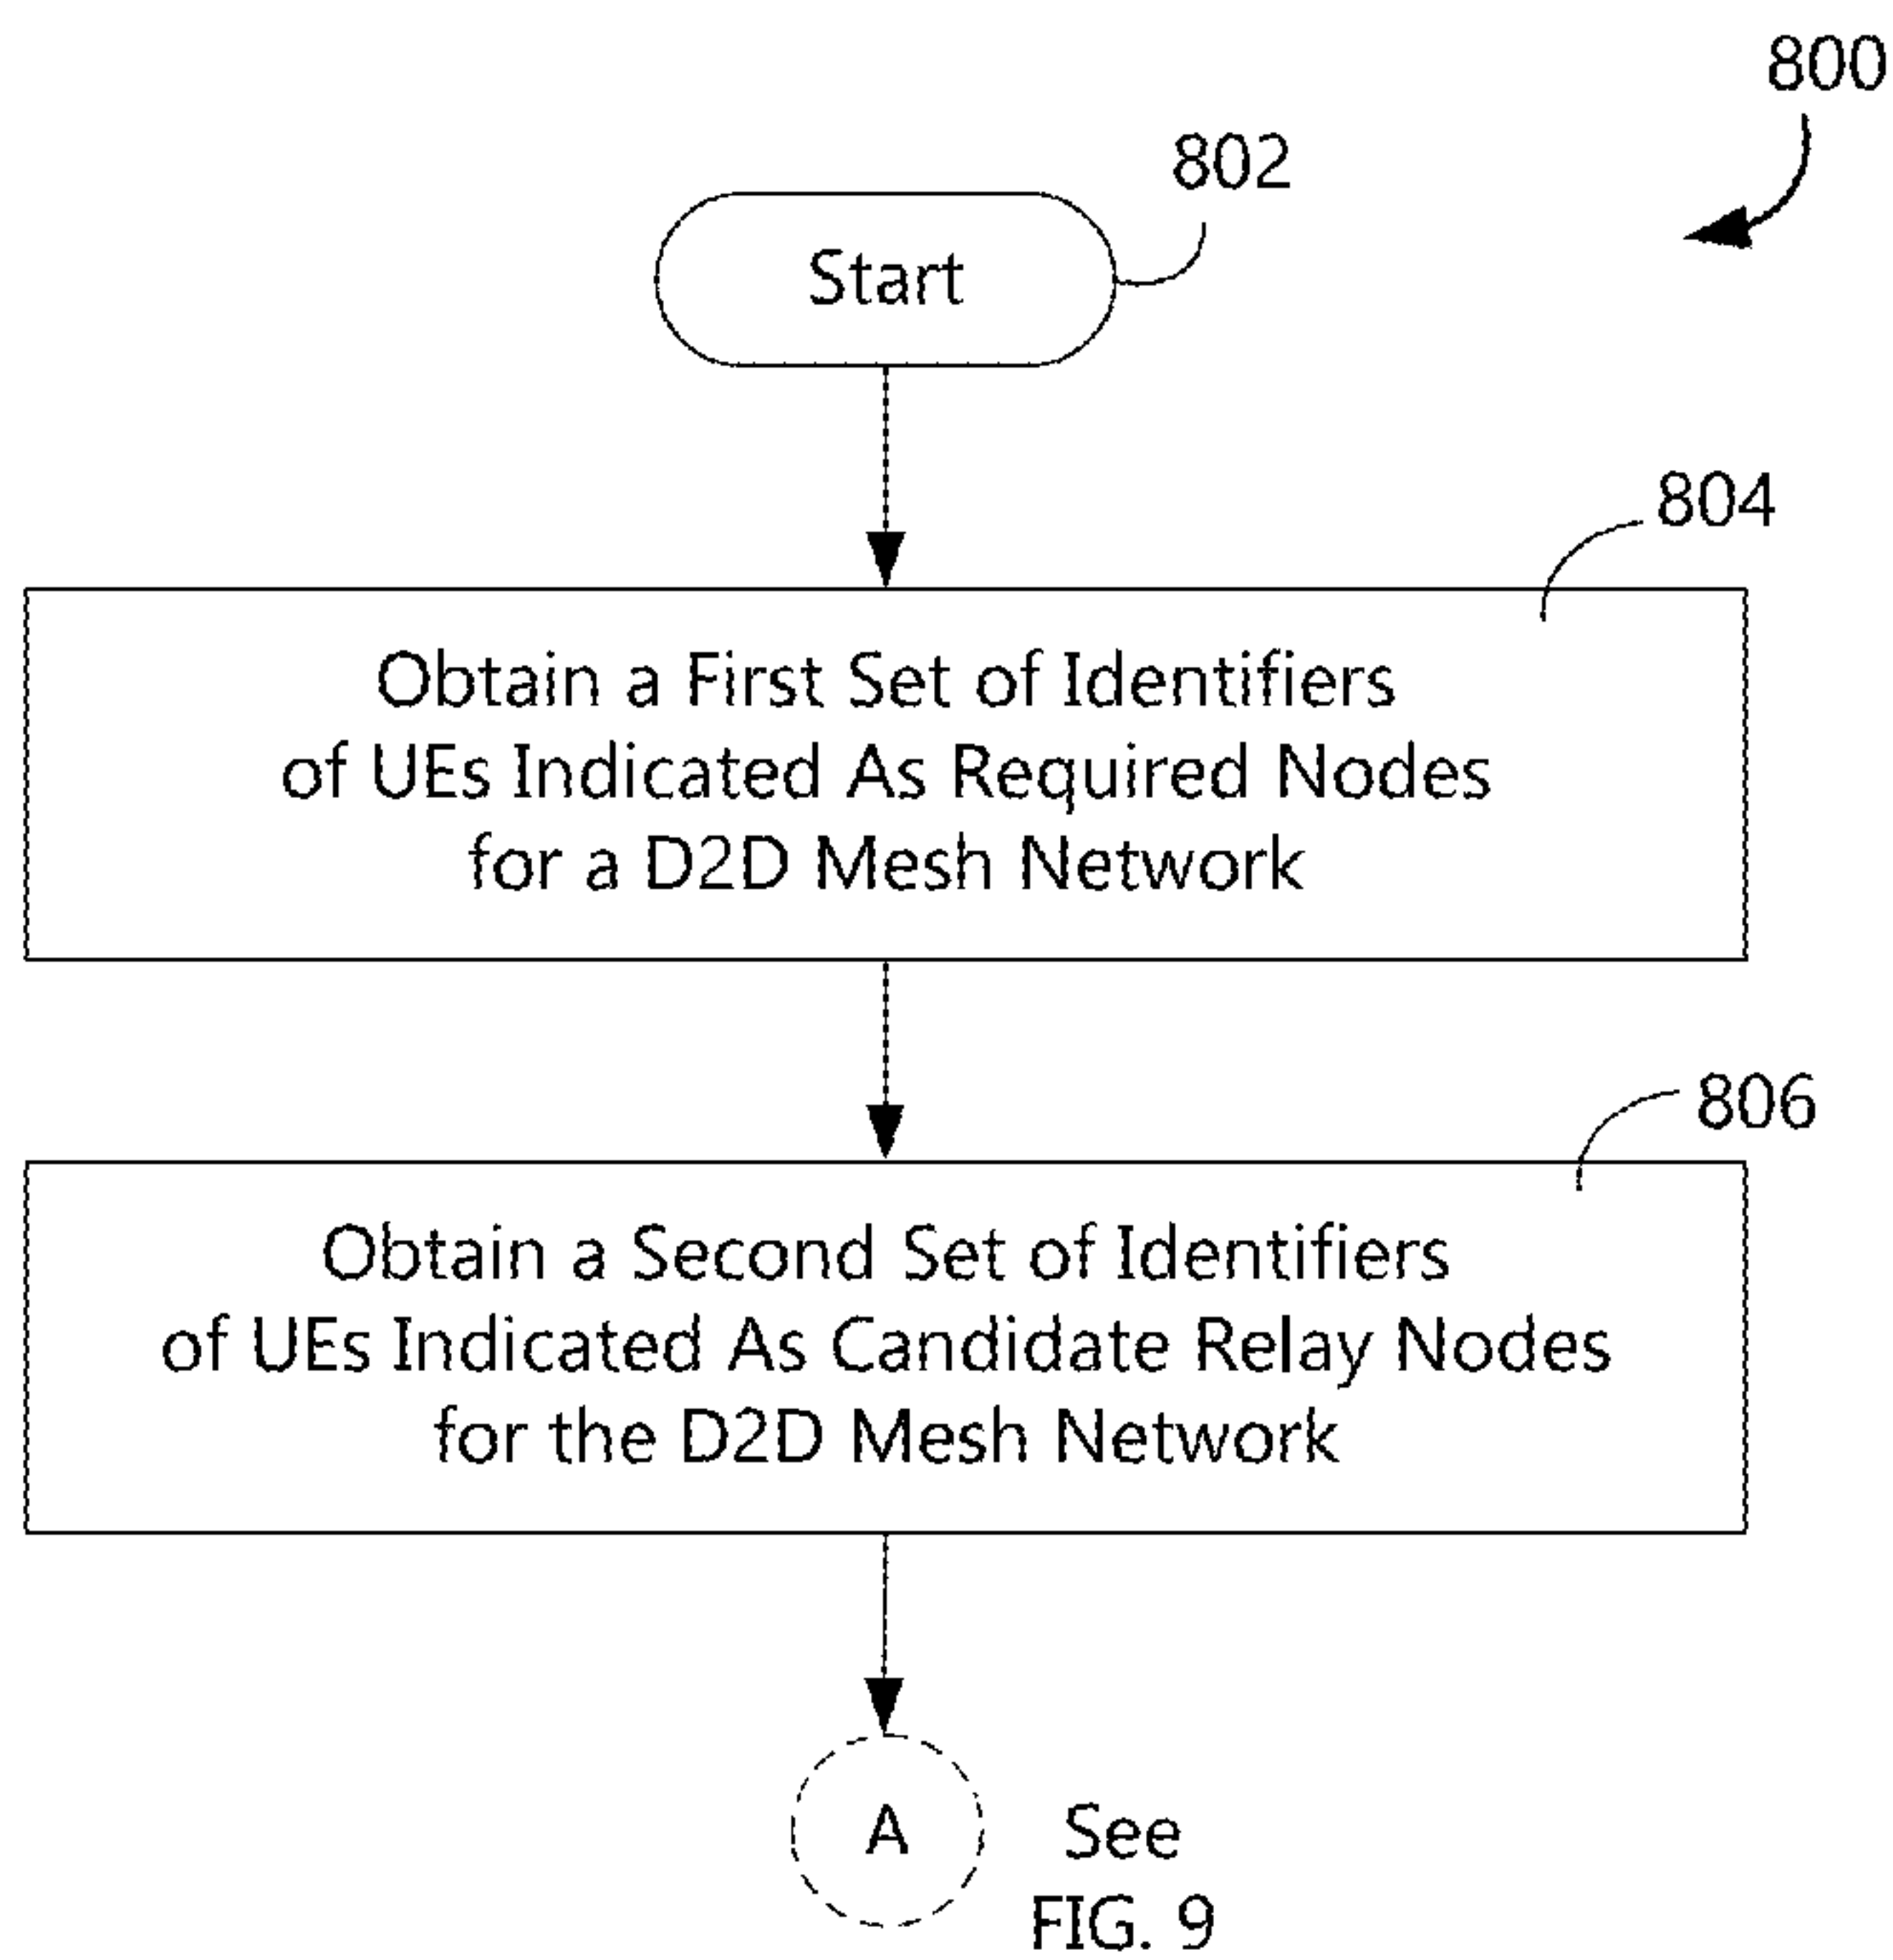 800
802
Start
804
Obtain a First Set of Identifiers
of UEs Indicated As Required Nodes
for a D2D Mesh Network
806
Obtain a Second Set of Identifiers
of UEs Indicated As Candidate Relay Nodes
for the D2D Mesh Network
A
See
FIG. 9